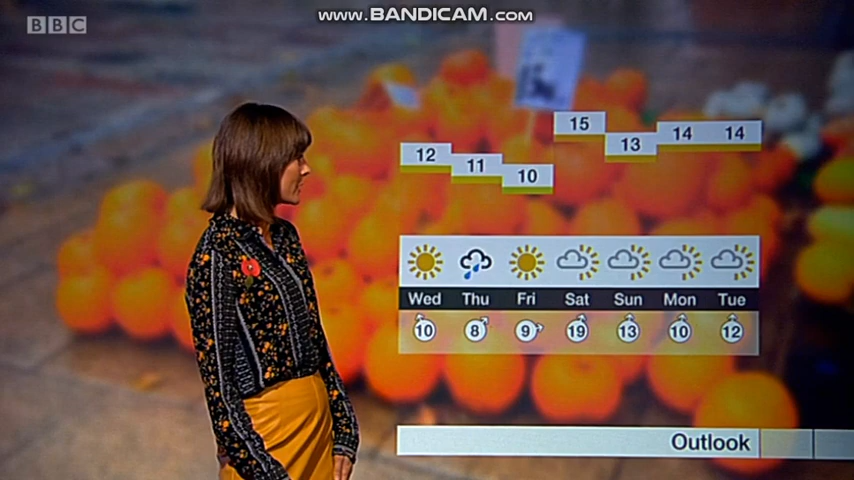 BBC
www.BANDICAM.com
12 11 10 15 13 14 14
Wed Thu Fri Sat Sun Mon Tue
10 8 9 19 13 10 12
Outlook